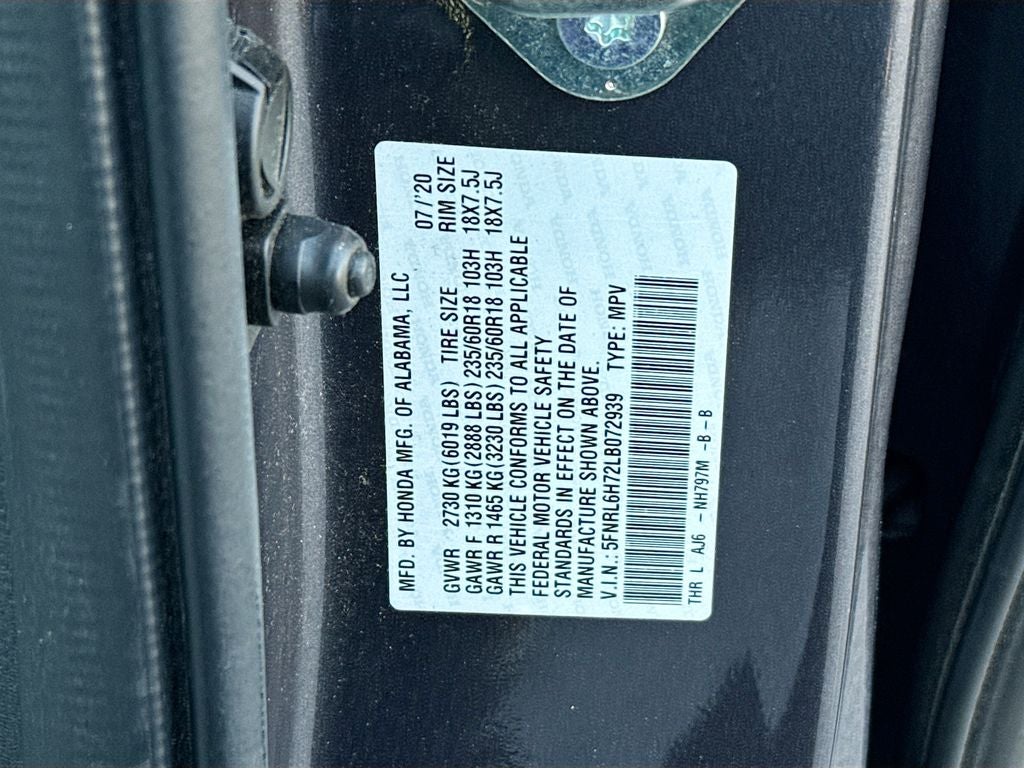 MFD. BY HONDA MFG. OF ALABAMA, LLC 07/'20
GVWR 2730 KG (6019 LBS) TIRE SIZE RIM SIZE
GAWR F 1310 KG (2888 LBS) 235/60R18 103H 18X7.5J
GAWR R 1465 KG (3230 LBS) 235/60R18 103H 18X7.5J
THIS VEHICLE CONFORMS TO ALL APPLICABLE
FEDERAL MOTOR VEHICLE SAFETY
STANDARDS IN EFFECT ON THE DATE OF
MANUFACTURE SHOWN ABOVE.
V.I.N.: 5FNRL6H72LB072939 TYPE: MPV
THR L AJ6 - NH797M -B-B